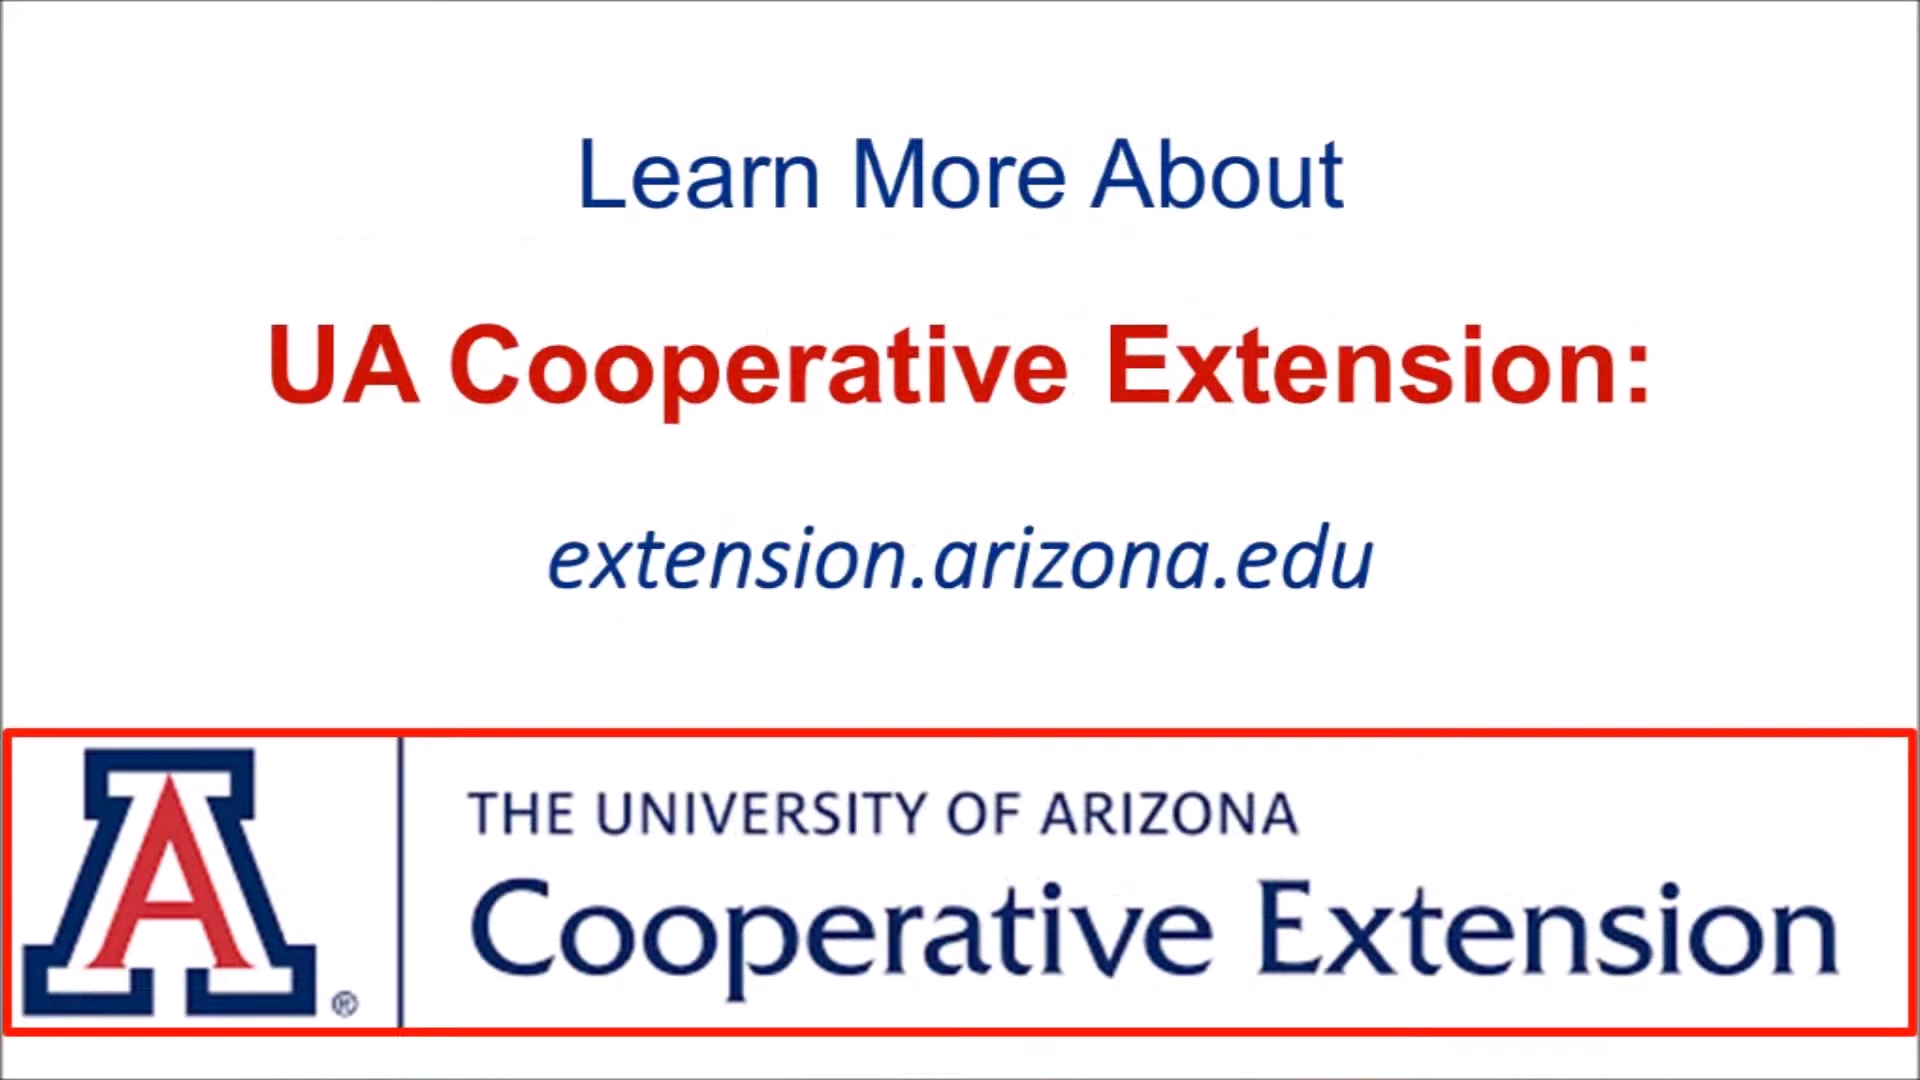 Learn More About
UA Cooperative Extension:
extension.arizona.edu
A ®
THE UNIVERSITY OF ARIZONA
Cooperative Extension